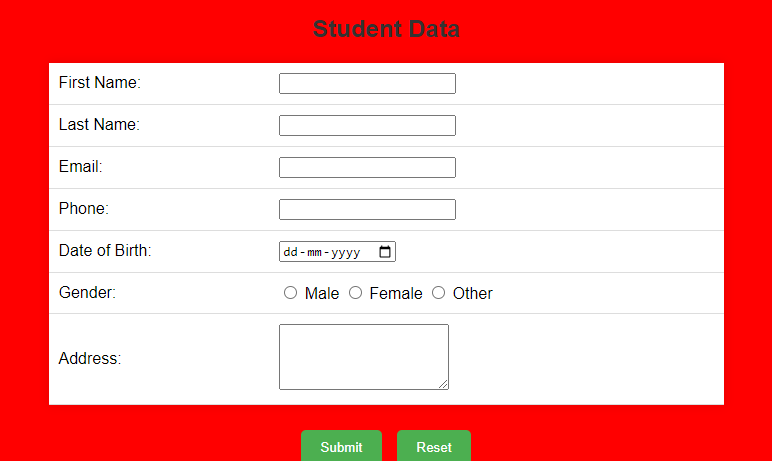 Student Data
First Name:
Last Name:
Email:
Phone:
Date of Birth: dd-mm-yyyy
Gender: Male Female Other
Address:
Submit Reset